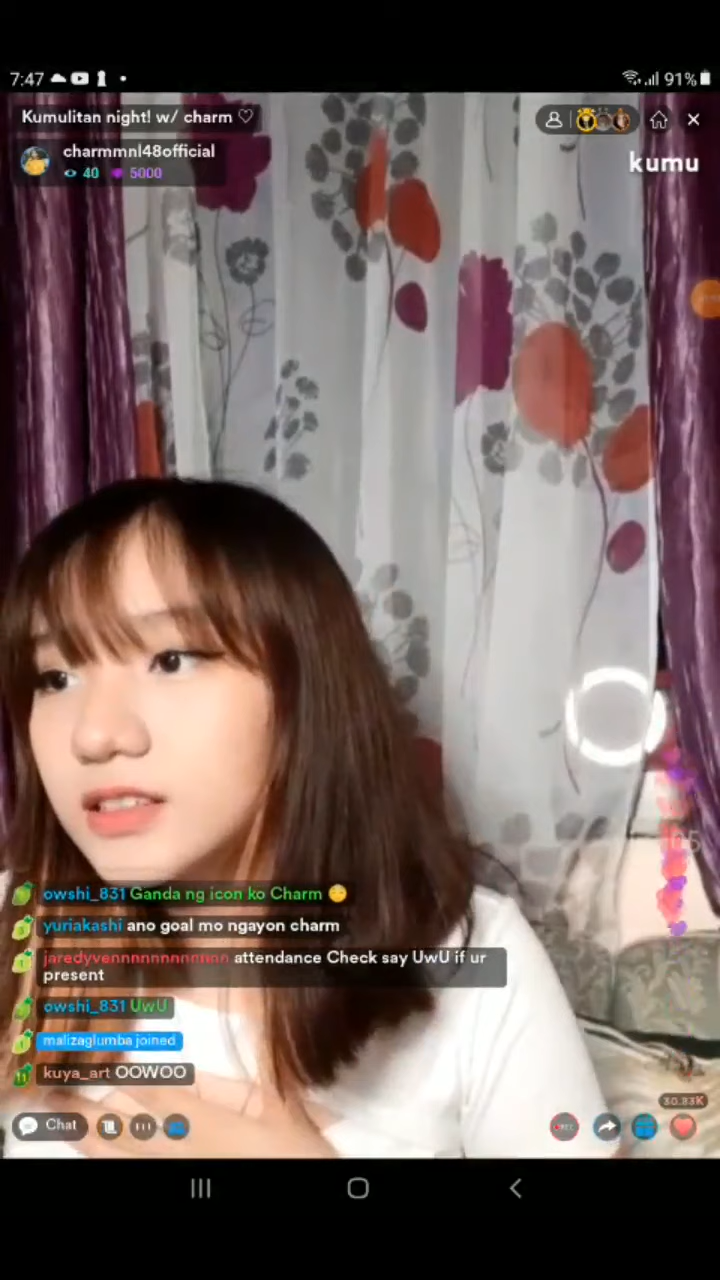 7:47
91%
Kumulitan night! w/ charm ♡
charmmnl48official
40 5000
kumu
owshi_831 Ganda ng icon ko Charm 😶
yuriakashi ano goal mo ngayon charm
attendance Check say UwU if ur
present
owshi_831 UwU
malizaglumba joined
kuya_art OOWOO
30.83K
Chat